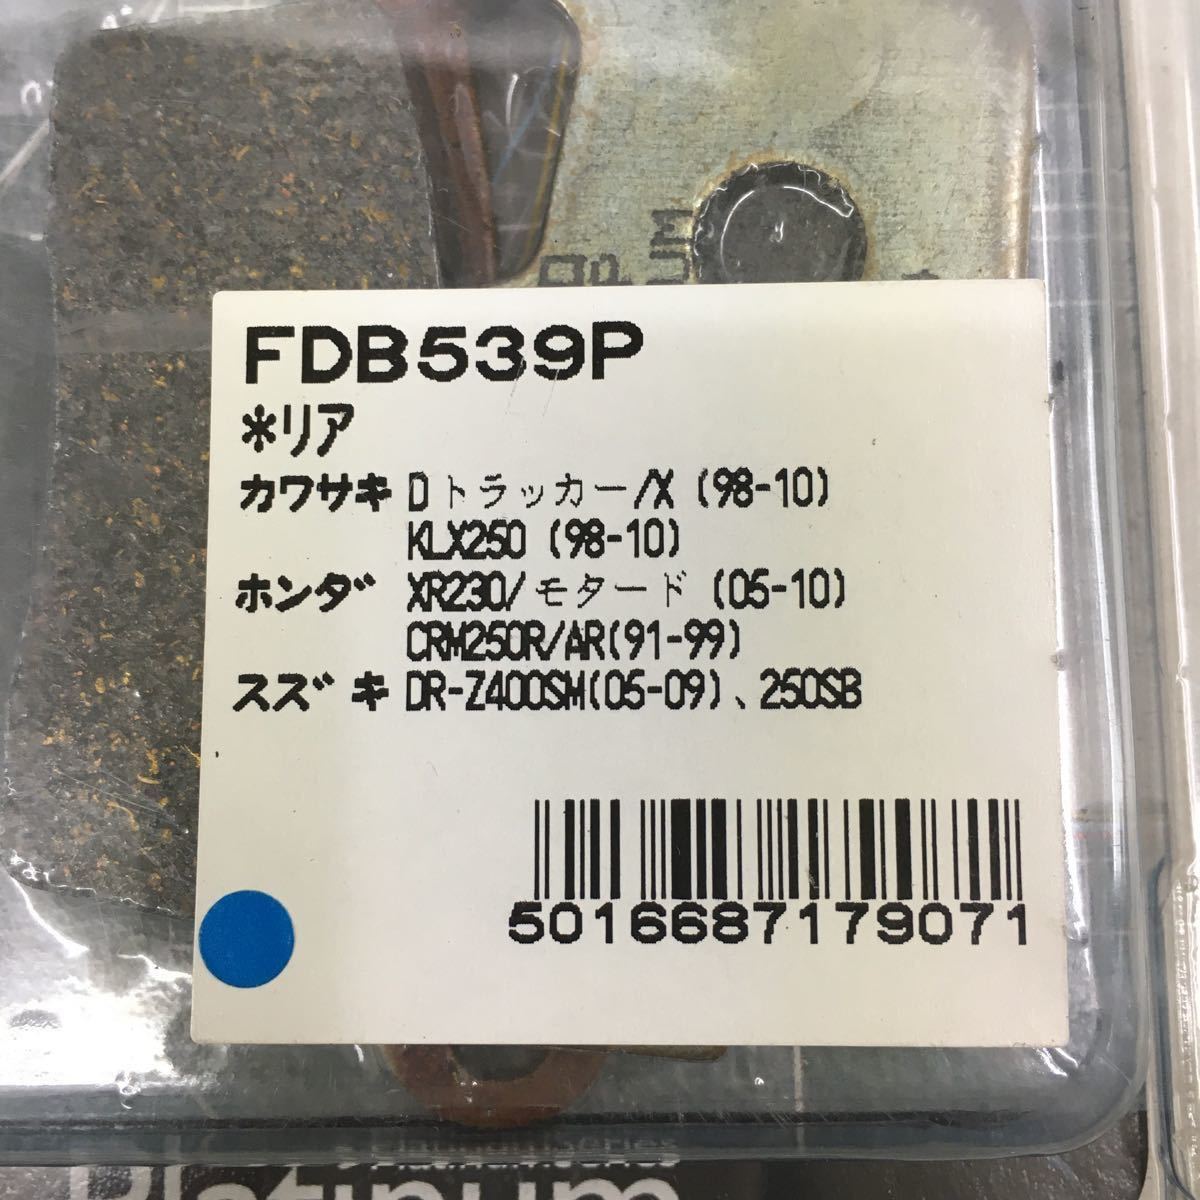 FDB539P
*リア
カワサキ Dトラッカー/X (98-10)
KLX250 (98-10)
ホンダ XR230/モタード (05-10)
CRM250R/AR(91-99)
スズキ DR-Z400SM(05-09)、250SB
5016687179071
Platinum